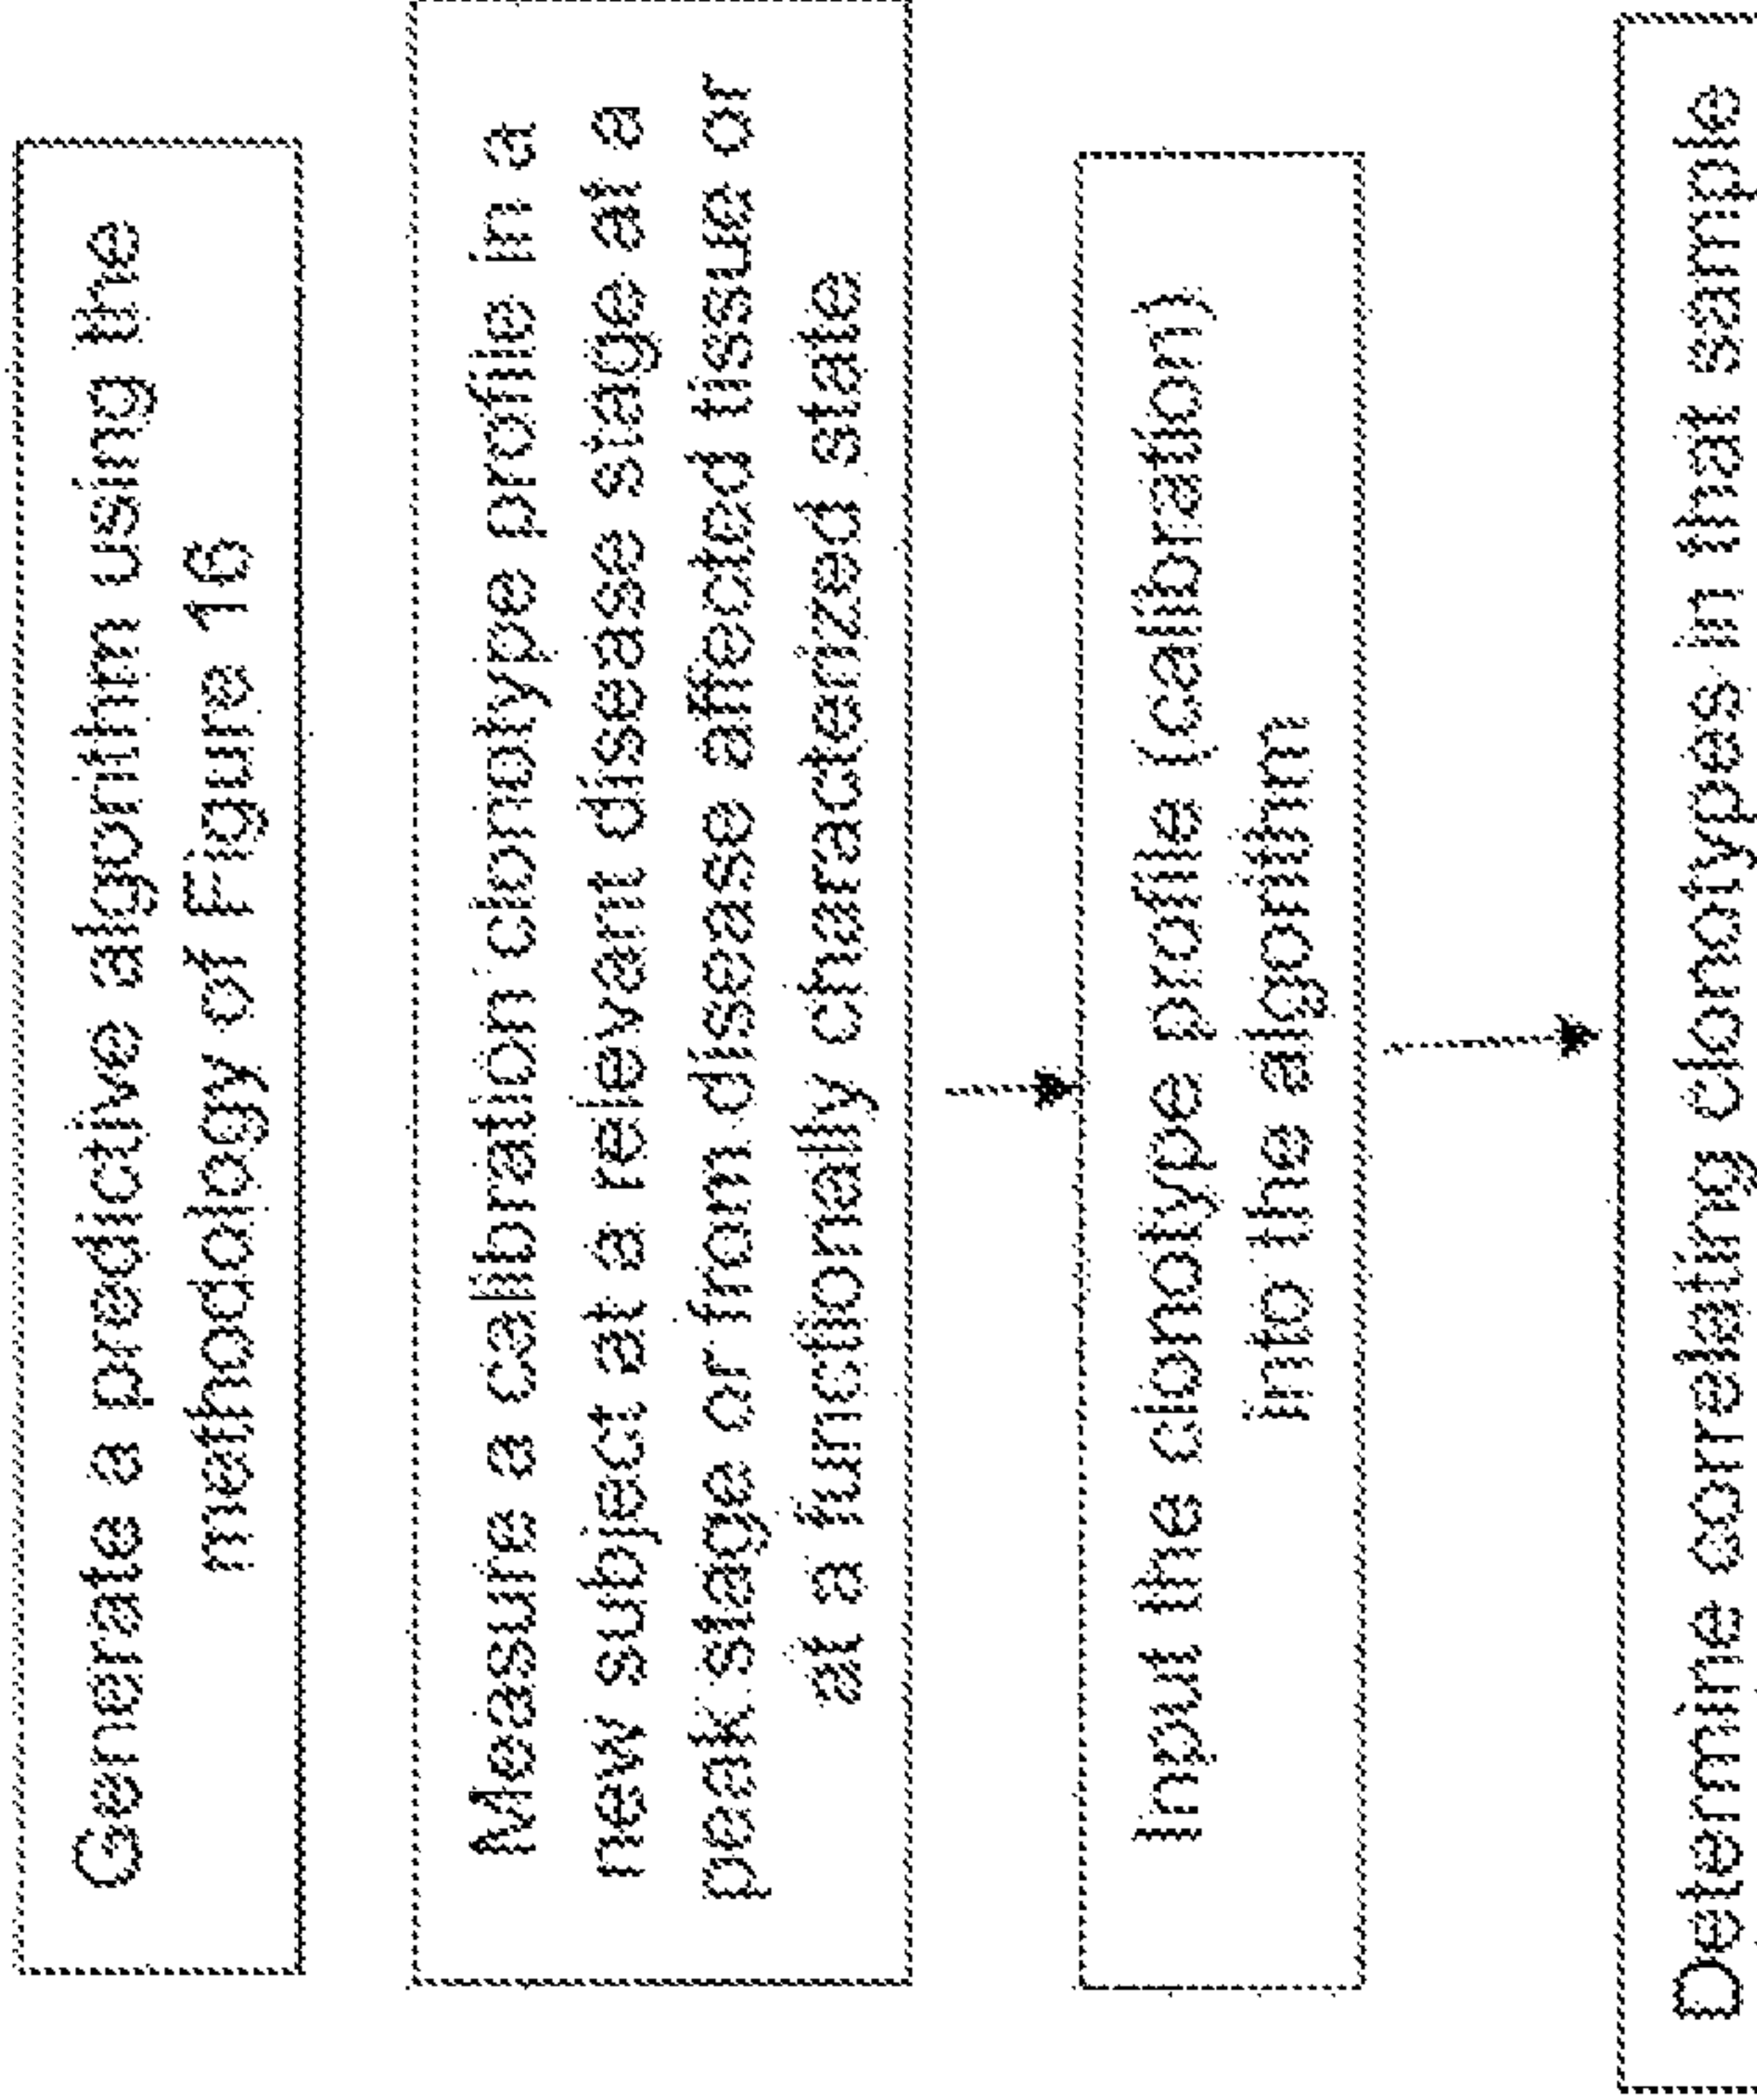 Generate a predictive algorithm using the
methodology of Figure 16
Measure a calibration clonotype profile in a
new subject at a relevant disease stage at a
peak stage or from disease affected tissue or
at a functionally characterized state
Input the clonotype profile (calibration)
into the algorithm
Determine correlating clonotypes in that sample